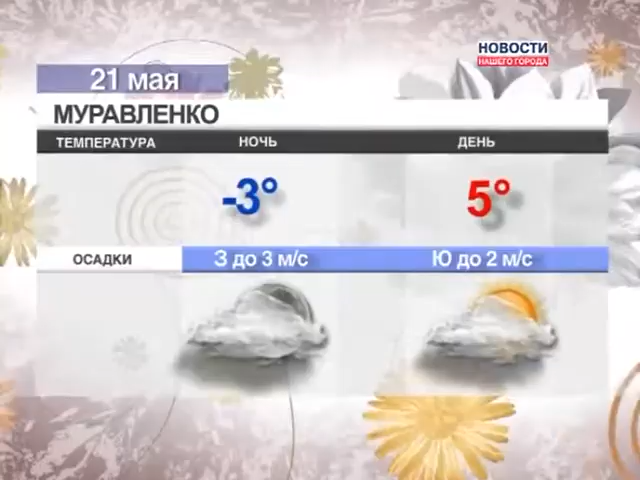 НОВОСТИ
НАШЕГО ГОРОДА
21 мая
МУРАВЛЕНКО
ТЕМПЕРАТУРА НОЧЬ ДЕНЬ
-3° 5°
ОСАДКИ З до 3 м/с Ю до 2 м/с